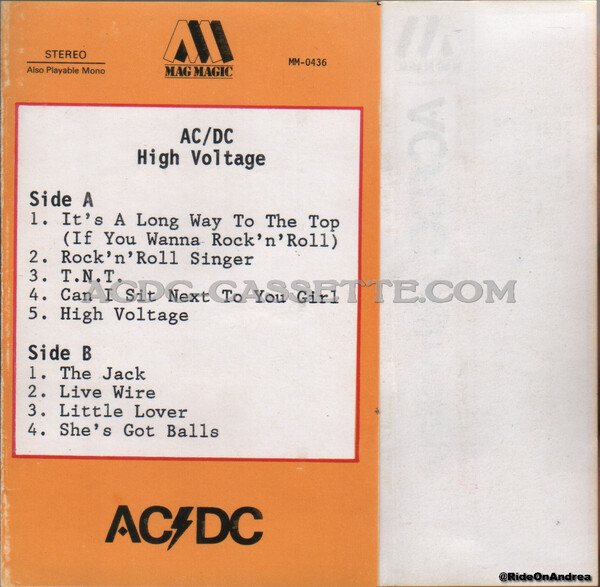 STEREO
Also Playable Mono
MAG MAGIC
MM-0436
AC/DC
High Voltage
Side A
1. It's A Long Way To The Top
(If You Wanna Rock'n'Roll)
2. Rock'n'Roll Singer
3. T.N.T.
4. Can I Sit Next To You Girl
5. High Voltage
ACDC-CASSETTE.COM
Side B
1. The Jack
2. Live Wire
3. Little Lover
4. She's Got Balls
AC⚡DC
@RideOnAndrea